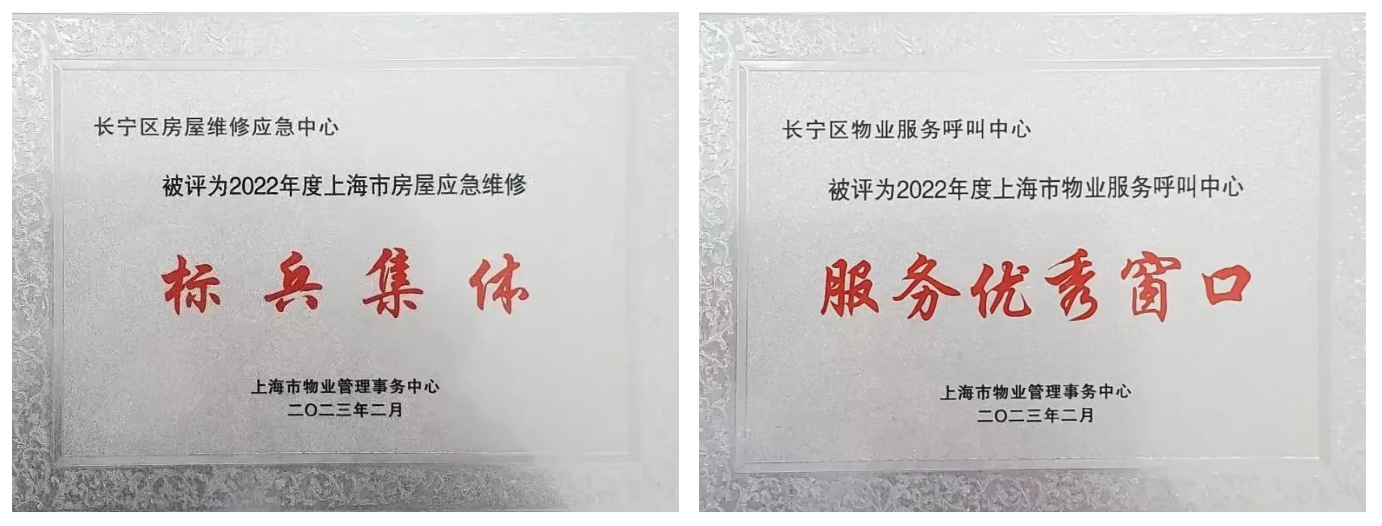 长宁区房屋维修应急中心
被评为2022年度上海市房屋应急维修
标兵集体
上海市物业管理事务中心
二〇二三年二月
长宁区物业服务呼叫中心
被评为2022年度上海市物业服务呼叫中心
服务优秀窗口
上海市物业管理事务中心
二〇二三年二月